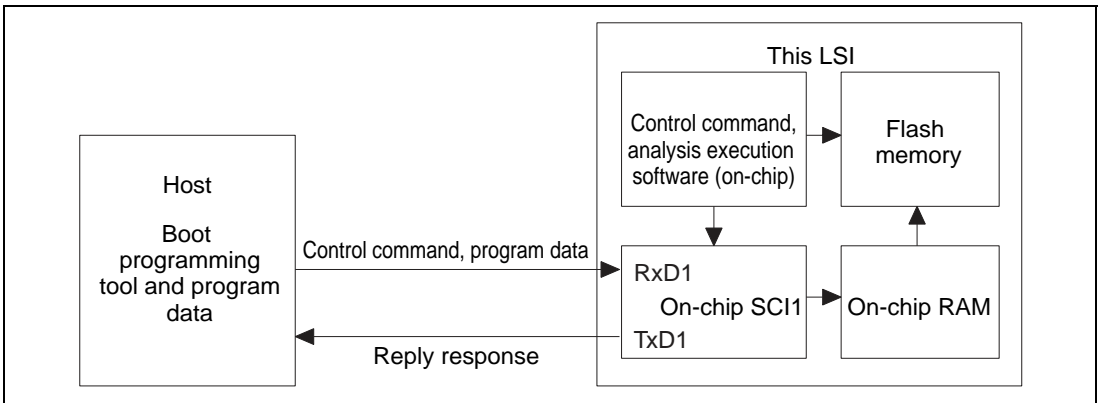 Host
Boot
programming
tool and program
data
Control command, program data
Reply response
This LSI
Control command,
analysis execution
software (on-chip)
Flash
memory
RxD1
On-chip SCI1
TxD1
On-chip RAM